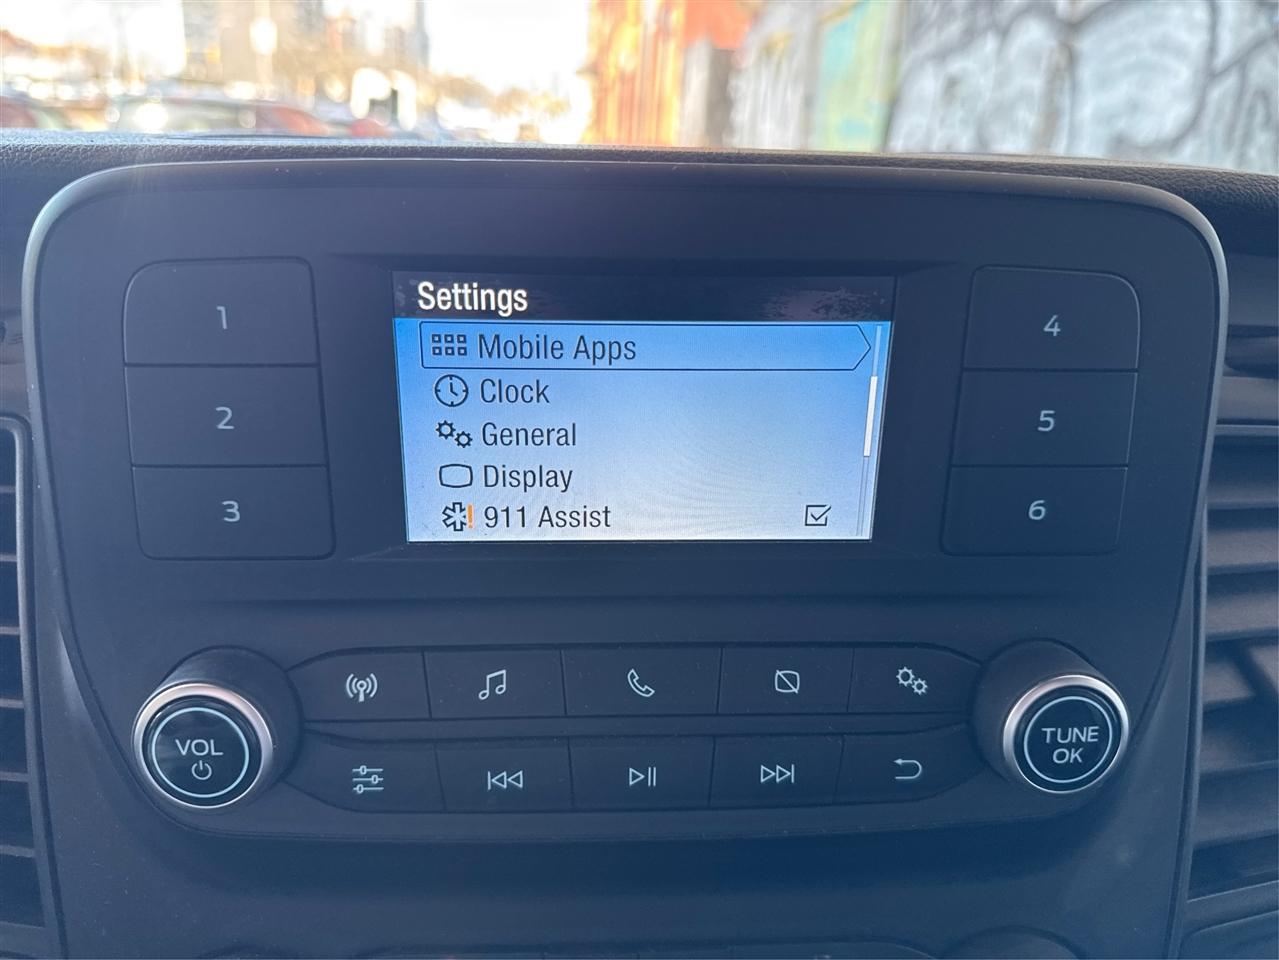 Settings
Mobile Apps
Clock
General
Display
911 Assist
1
2
3
4
5
6
VOL
TUNE
OK